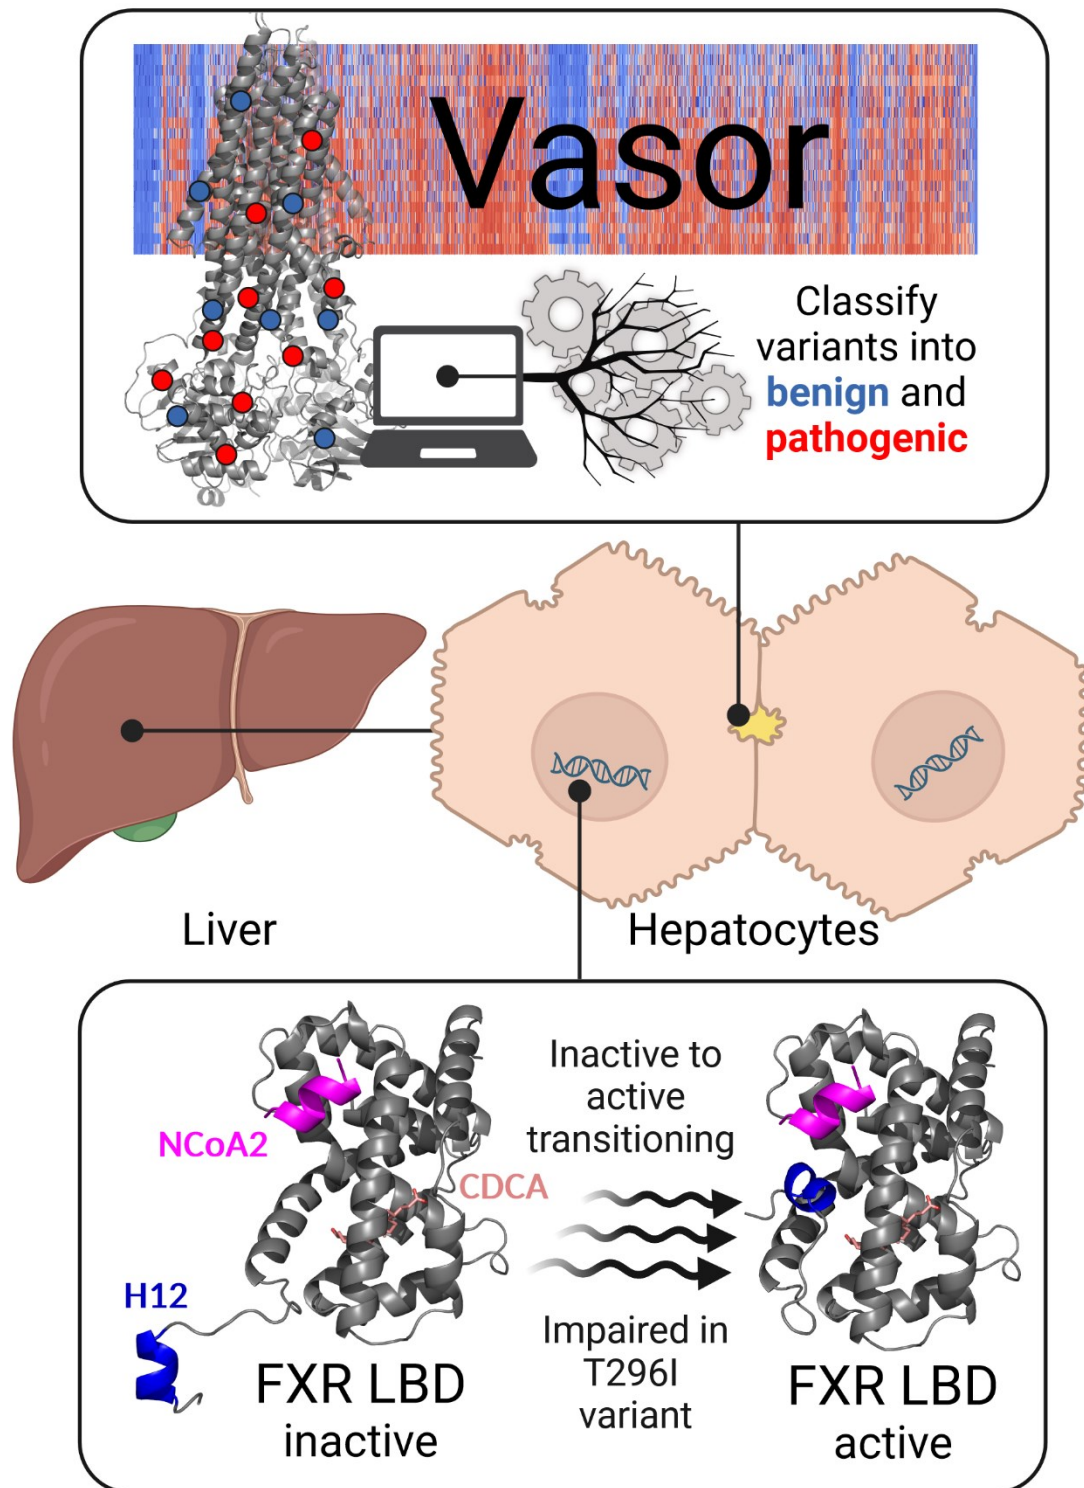 Vasor
Classify
variants into
benign and
pathogenic
Liver
Hepatocytes
NCoA2
CDCA
H12
FXR LBD
inactive
Inactive to
active
transitioning
Impaired in
T296I
variant
FXR LBD
active